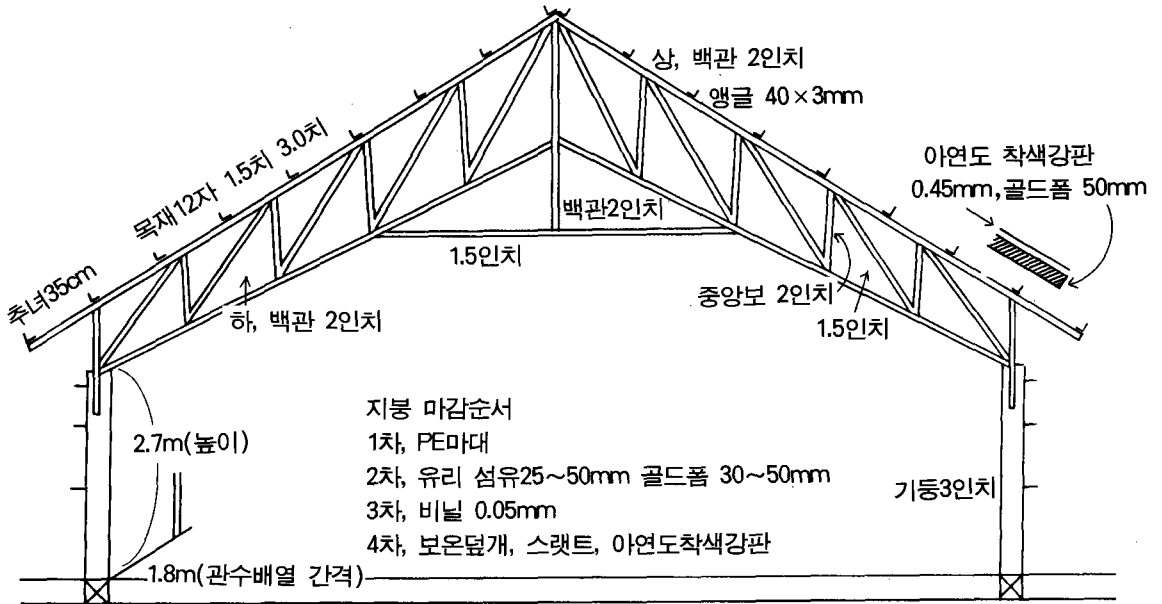 상, 백관 2인치
앵글 40×3mm
아연도 착색강판
0.45mm,골드폼 50mm
목재12자 1.5치 3.0치
백관2인치
1.5인치
추녀35cm
하, 백관 2인치
중앙보 2인치
1.5인치
지붕 마감순서
1차, PE마대
2차, 유리 섬유25~50mm 골드폼 30~50mm
3차, 비닐 0.05mm
4차, 보온덮개, 스랫트, 아연도착색강판
2.7m(높이)
기둥3인치
1.8m(관수배열 간격)